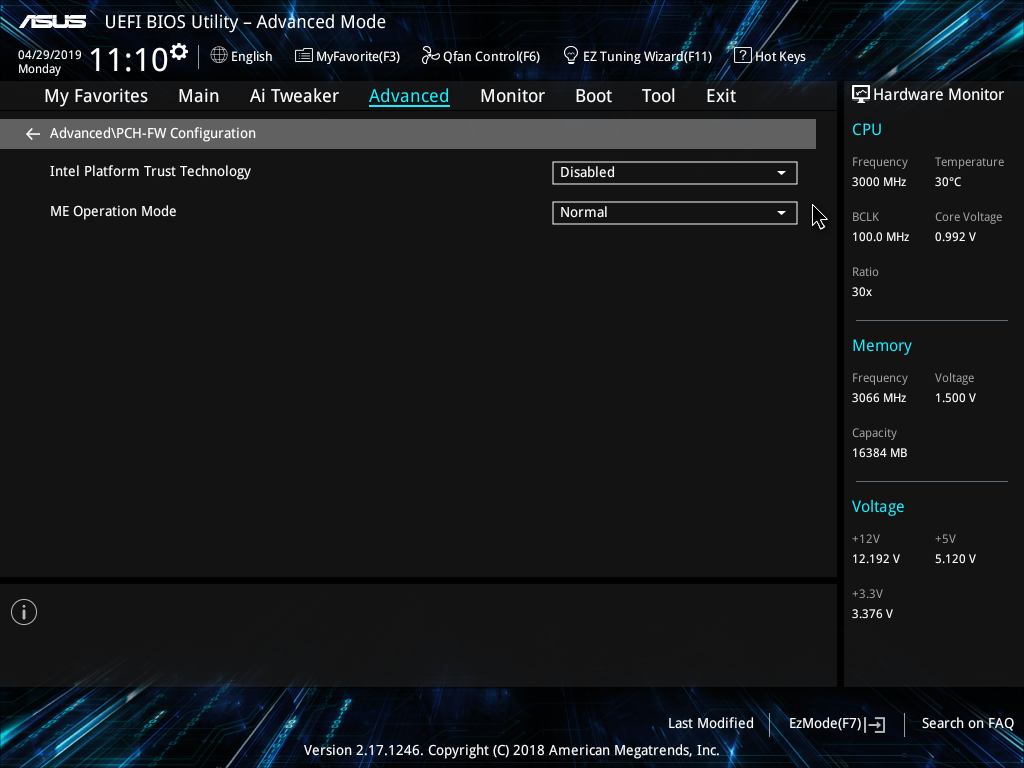 ASUS UEFI BIOS Utility – Advanced Mode
04/29/2019
Monday
11:10
English
MyFavorite(F3)
Qfan Control(F6)
EZ Tuning Wizard(F11)
? Hot Keys
My Favorites Main Ai Tweaker Advanced Monitor Boot Tool Exit
Hardware Monitor
← Advanced\PCH-FW Configuration
Intel Platform Trust Technology Disabled
ME Operation Mode Normal
CPU
Frequency Temperature
3000 MHz 30°C
BCLK Core Voltage
100.0 MHz 0.992 V
Ratio
30x
Memory
Frequency Voltage
3066 MHz 1.500 V
Capacity
16384 MB
Voltage
+12V +5V
12.192 V 5.120 V
+3.3V
3.376 V
i
Last Modified EzMode(F7) Search on FAQ
Version 2.17.1246. Copyright (C) 2018 American Megatrends, Inc.